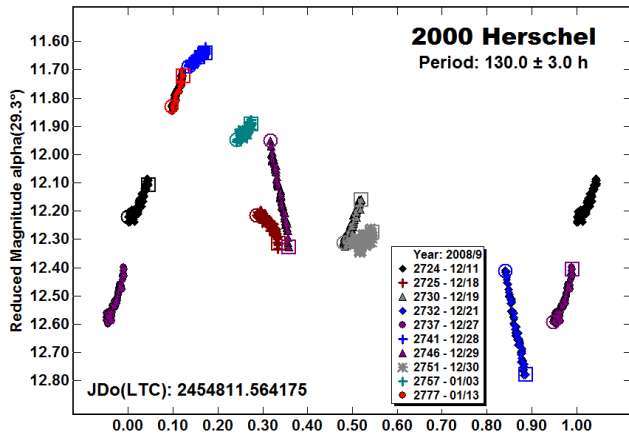 2000 Herschel
Period: 130.0 ± 3.0 h
Reduced Magnitude alpha(29.3°)
11.60
11.70
11.80
11.90
12.00
12.10
12.20
12.30
12.40
12.50
12.60
12.70
12.80
Year: 2008/9
2724 - 12/11
2725 - 12/18
2730 - 12/19
2732 - 12/21
2737 - 12/27
2741 - 12/28
2746 - 12/29
2751 - 12/30
2757 - 01/03
2777 - 01/13
JDo(LTC): 2454811.564175
0.00 0.10 0.20 0.30 0.40 0.50 0.60 0.70 0.80 0.90 1.00